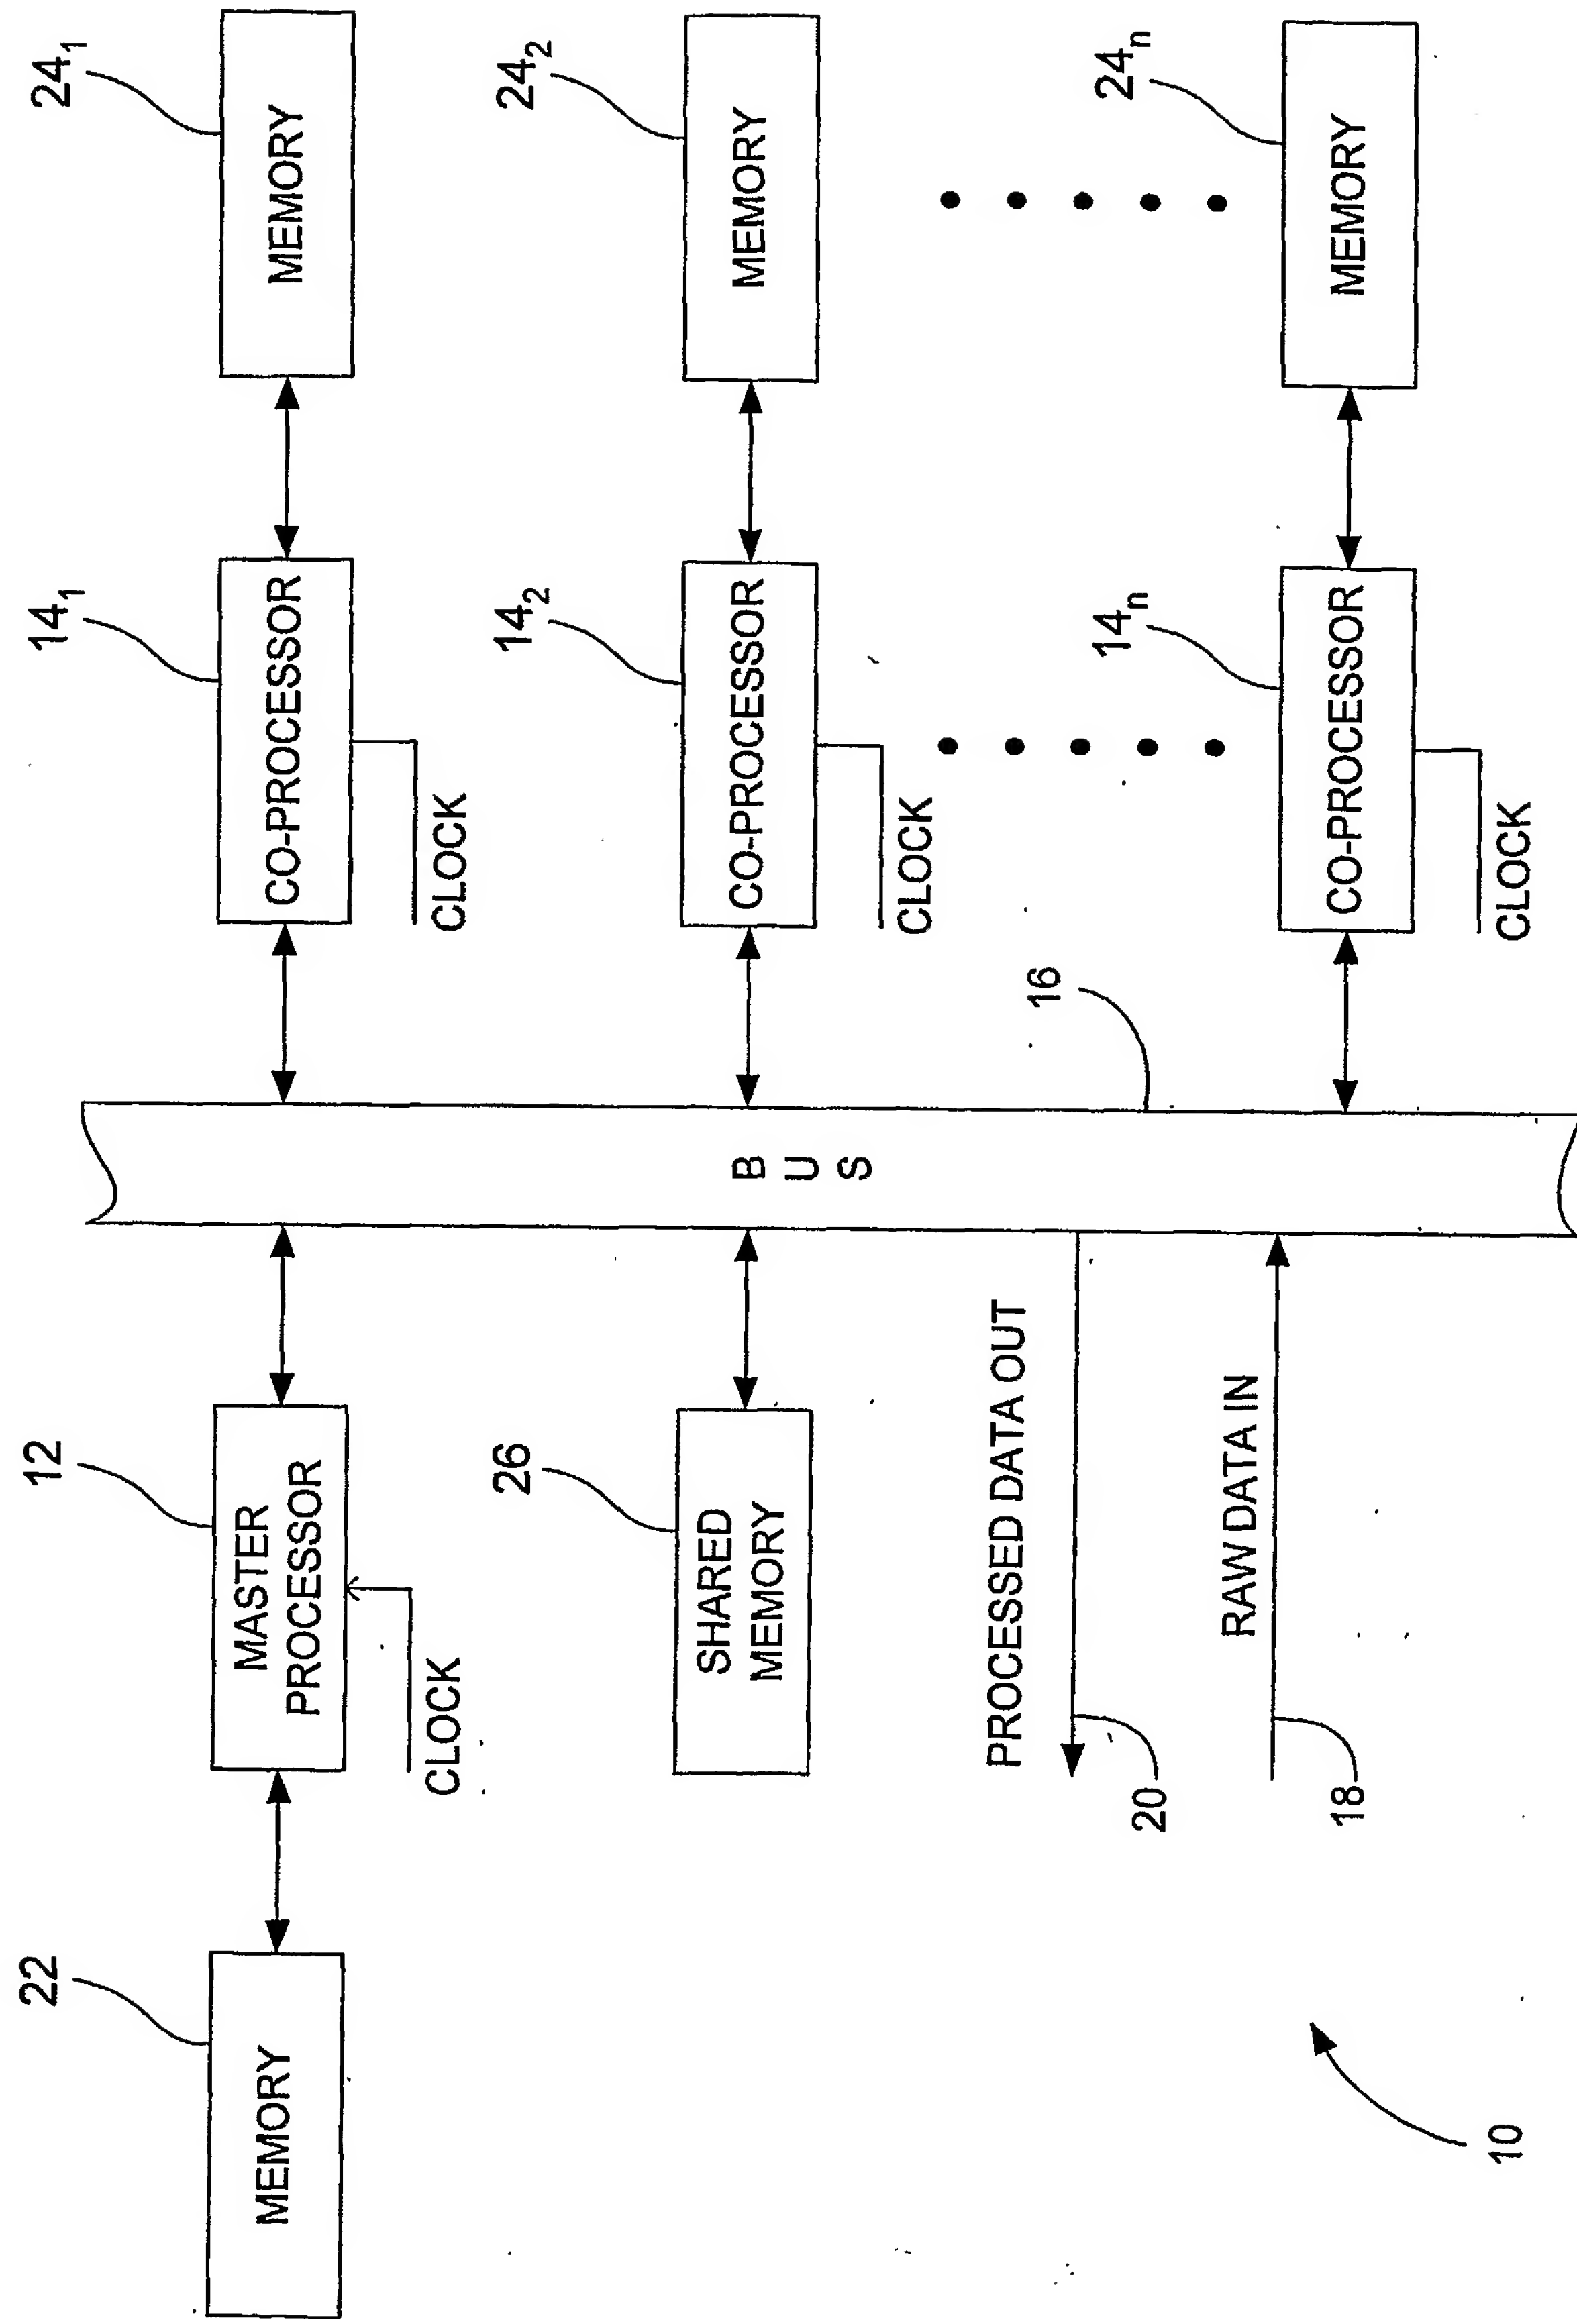 22
12
14₁
24₁
MEMORY
MASTER
PROCESSOR
CO-PROCESSOR
MEMORY
CLOCK
CLOCK
26
14₂
24₂
SHARED
MEMORY
B
U
S
CO-PROCESSOR
MEMORY
CLOCK
PROCESSED DATA OUT
20
16
14ₙ
24ₙ
RAW DATA IN
18
CO-PROCESSOR
MEMORY
CLOCK
10